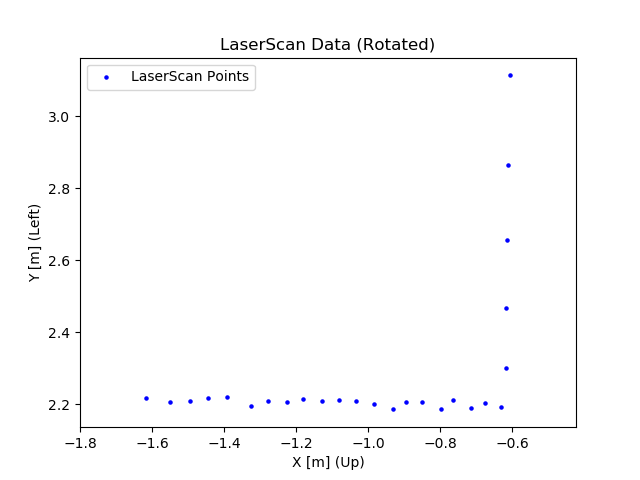 LaserScan Data (Rotated)
LaserScan Points
3.0
2.8
2.6
2.4
2.2
Y [m] (Left)
−1.8 −1.6 −1.4 −1.2 −1.0 −0.8 −0.6
X [m] (Up)